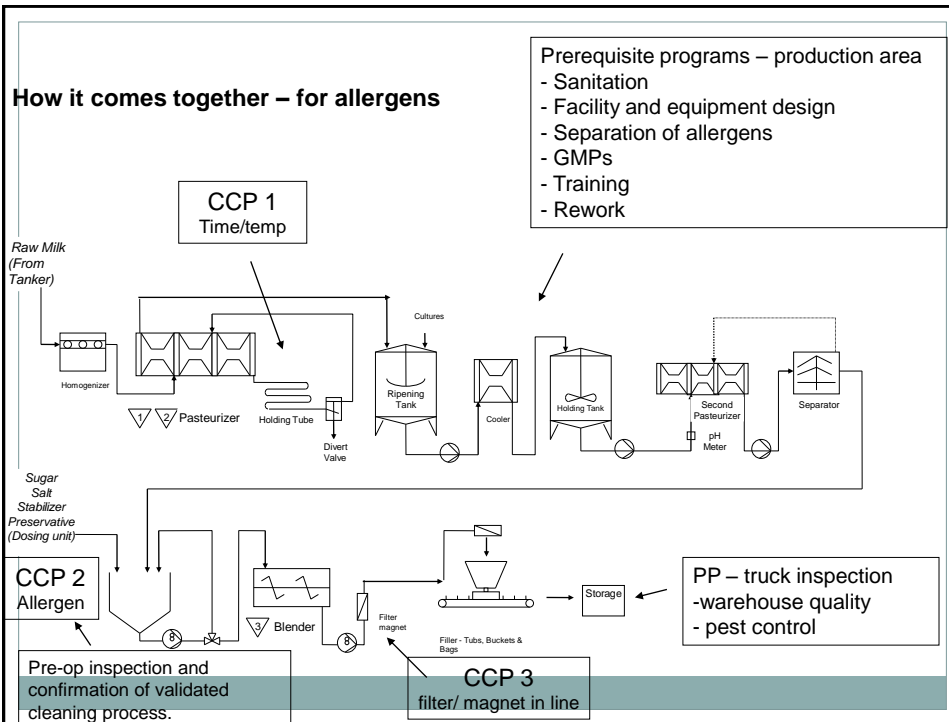 How it comes together – for allergens
Prerequisite programs – production area
- Sanitation
- Facility and equipment design
- Separation of allergens
- GMPs
- Training
- Rework
CCP 1
Time/temp
Raw Milk
(From
Tanker)
Homogenizer
1
2
Pasteurizer
Holding Tube
Divert
Valve
Cultures
Ripening
Tank
Cooler
Holding Tank
Second
Pasteurizer
pH
Meter
Separator
Sugar
Salt
Stabilizer
Preservative
(Dosing unit)
CCP 2
Allergen
Pre-op inspection and
confirmation of validated
cleaning process.
8
3
Blender
8
Filter
magnet
CCP 3
filter/ magnet in line
Filler - Tubs, Buckets &
Bags
Storage
PP – truck inspection
-warehouse quality
- pest control